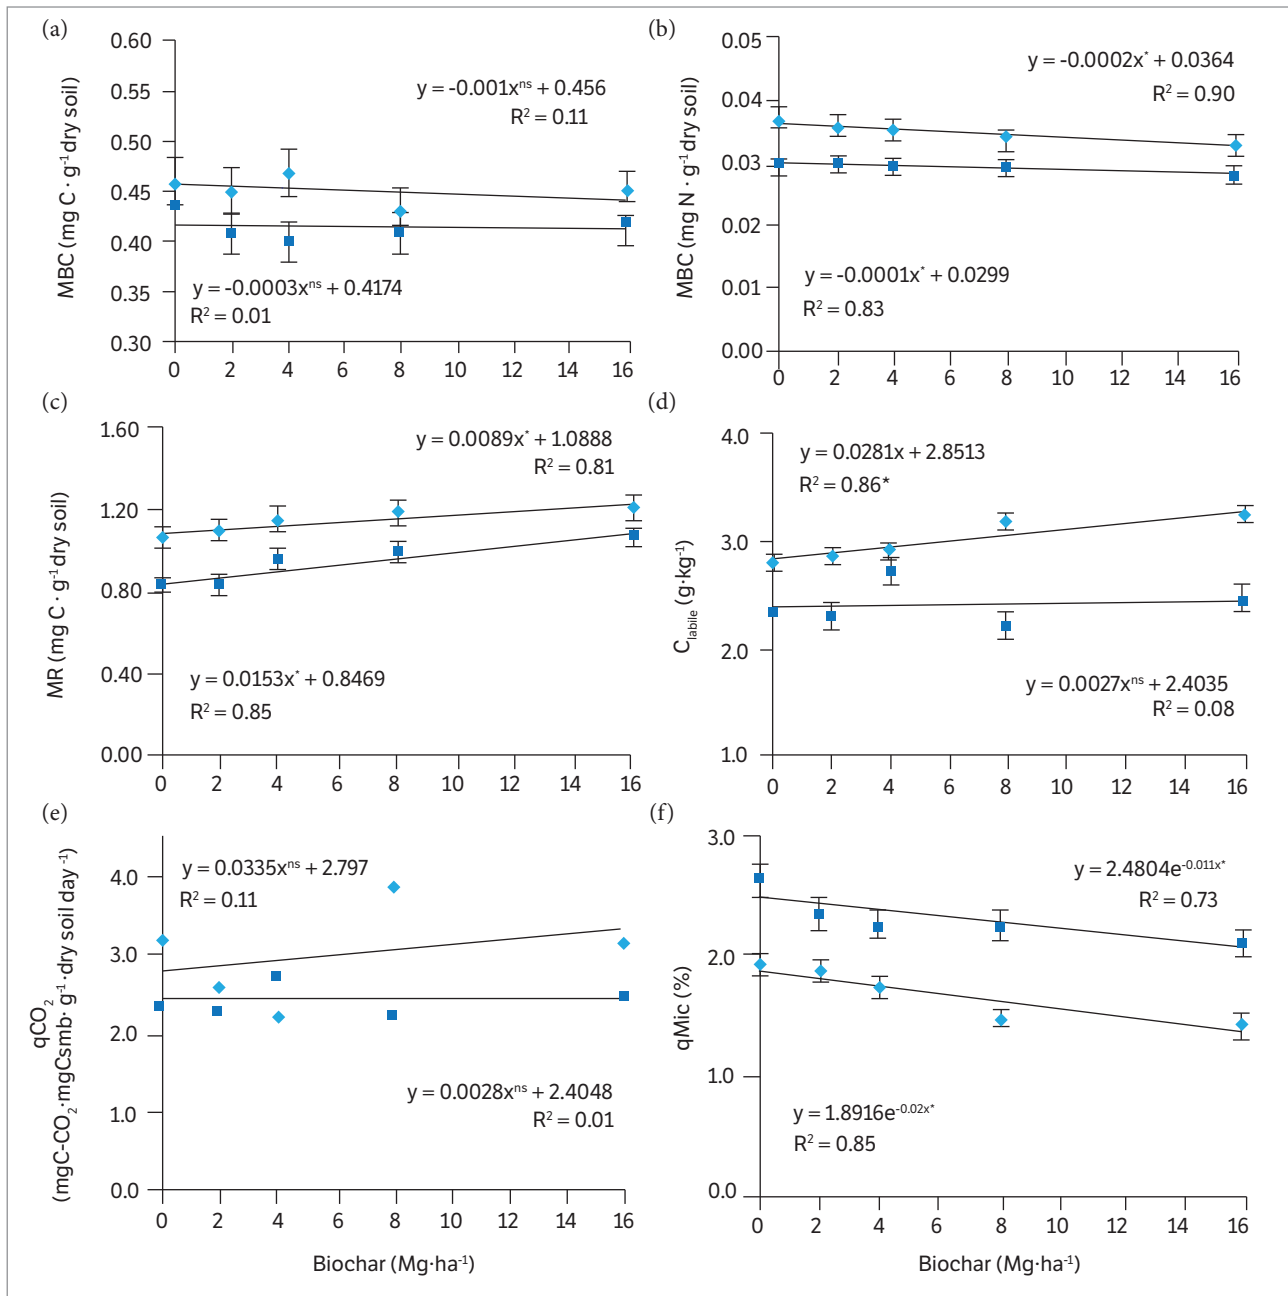 (a)
0.60
0.55
0.50
0.45
0.40
0.35
0.30
MBC (mg C · g⁻¹ dry soil)
y = -0.001xⁿˢ + 0.456
R² = 0.11
y = -0.0003xⁿˢ + 0.4174
R² = 0.01
0 2 4 6 8 10 12 14 16
(b)
0.05
0.04
0.03
0.02
0.01
0.00
MBC (mg N · g⁻¹ dry soil)
y = -0.0002x* + 0.0364
R² = 0.90
y = -0.0001x* + 0.0299
R² = 0.83
0 2 4 6 8 10 12 14 16
(c)
1.60
1.20
0.80
0.40
0.00
MR (mg C · g⁻¹ dry soil)
y = 0.0089x* + 1.0888
R² = 0.81
y = 0.0153x* + 0.8469
R² = 0.85
0 2 4 6 8 10 12 14 16
(d)
4.0
3.0
2.0
1.0
C labile (g·kg⁻¹)
y = 0.0281x + 2.8513
R² = 0.86*
y = 0.0027xⁿˢ + 2.4035
R² = 0.08
0 2 4 6 8 10 12 14 16
(e)
4.0
3.0
2.0
1.0
0.0
qCO₂
(mgC-CO₂·mgCsmb· g⁻¹·dry soil day ⁻¹)
y = 0.0335xⁿˢ + 2.797
R² = 0.11
y = 0.0028xⁿˢ + 2.4048
R² = 0.01
0 2 4 6 8 10 12 14 16
Biochar (Mg·ha⁻¹)
(f)
3.0
2.0
1.0
0.0
qMic (%)
y = 2.4804e^-0.011x*
R² = 0.73
y = 1.8916e^-0.02x*
R² = 0.85
0 2 4 6 8 10 12 14 16
Biochar (Mg·ha⁻¹)